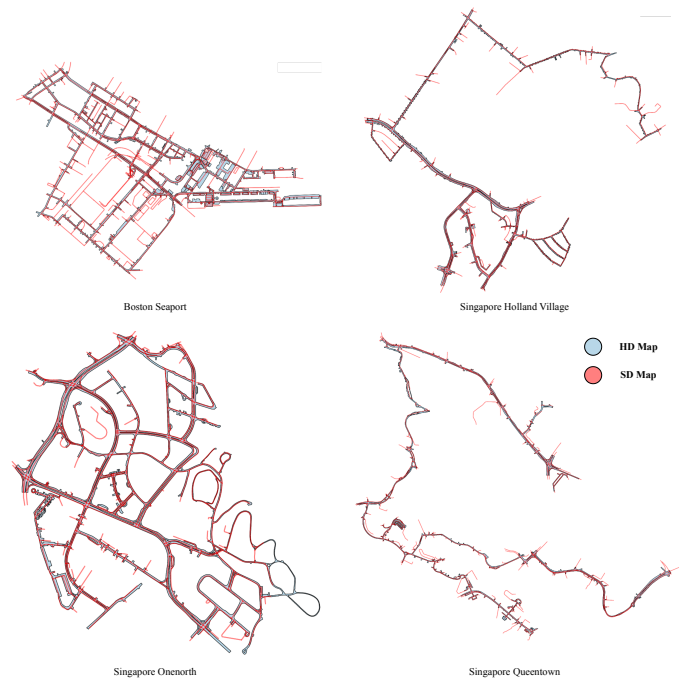 Boston Seaport
Singapore Holland Village
HD Map
SD Map
Singapore Onenorth
Singapore Queentown